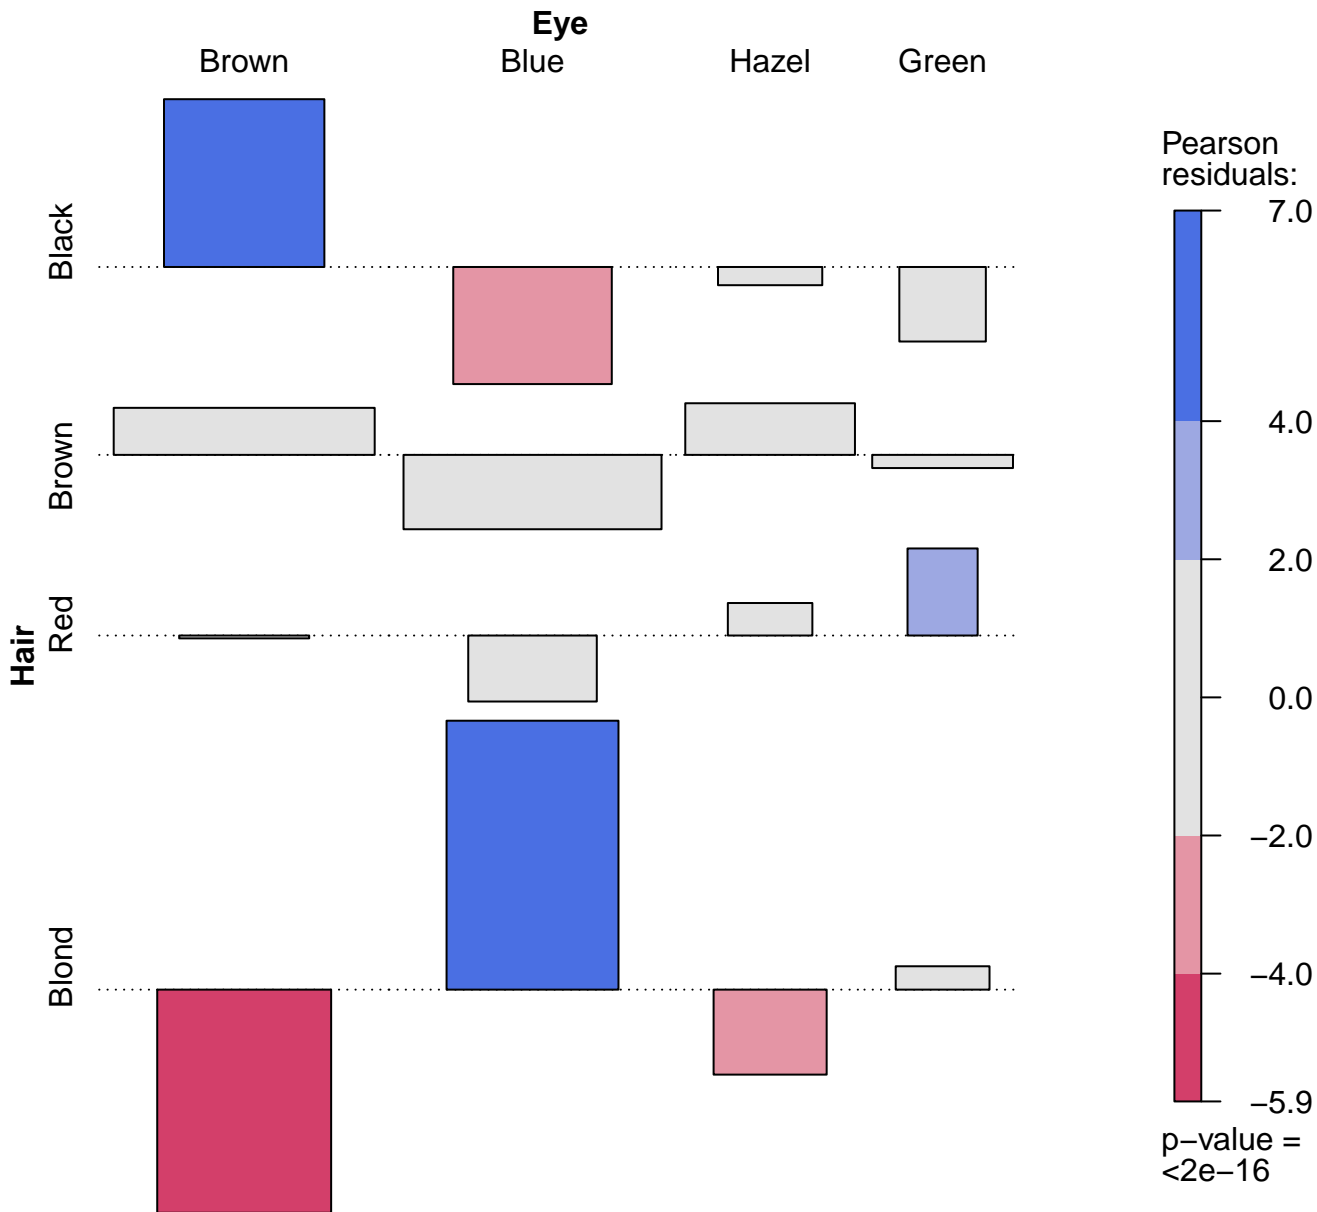 Eye
Brown Blue Hazel Green
Hair
Black
Brown
Red
Blond
Pearson
residuals:
7.0
4.0
2.0
0.0
−2.0
−4.0
−5.9
p−value =
<2e−16